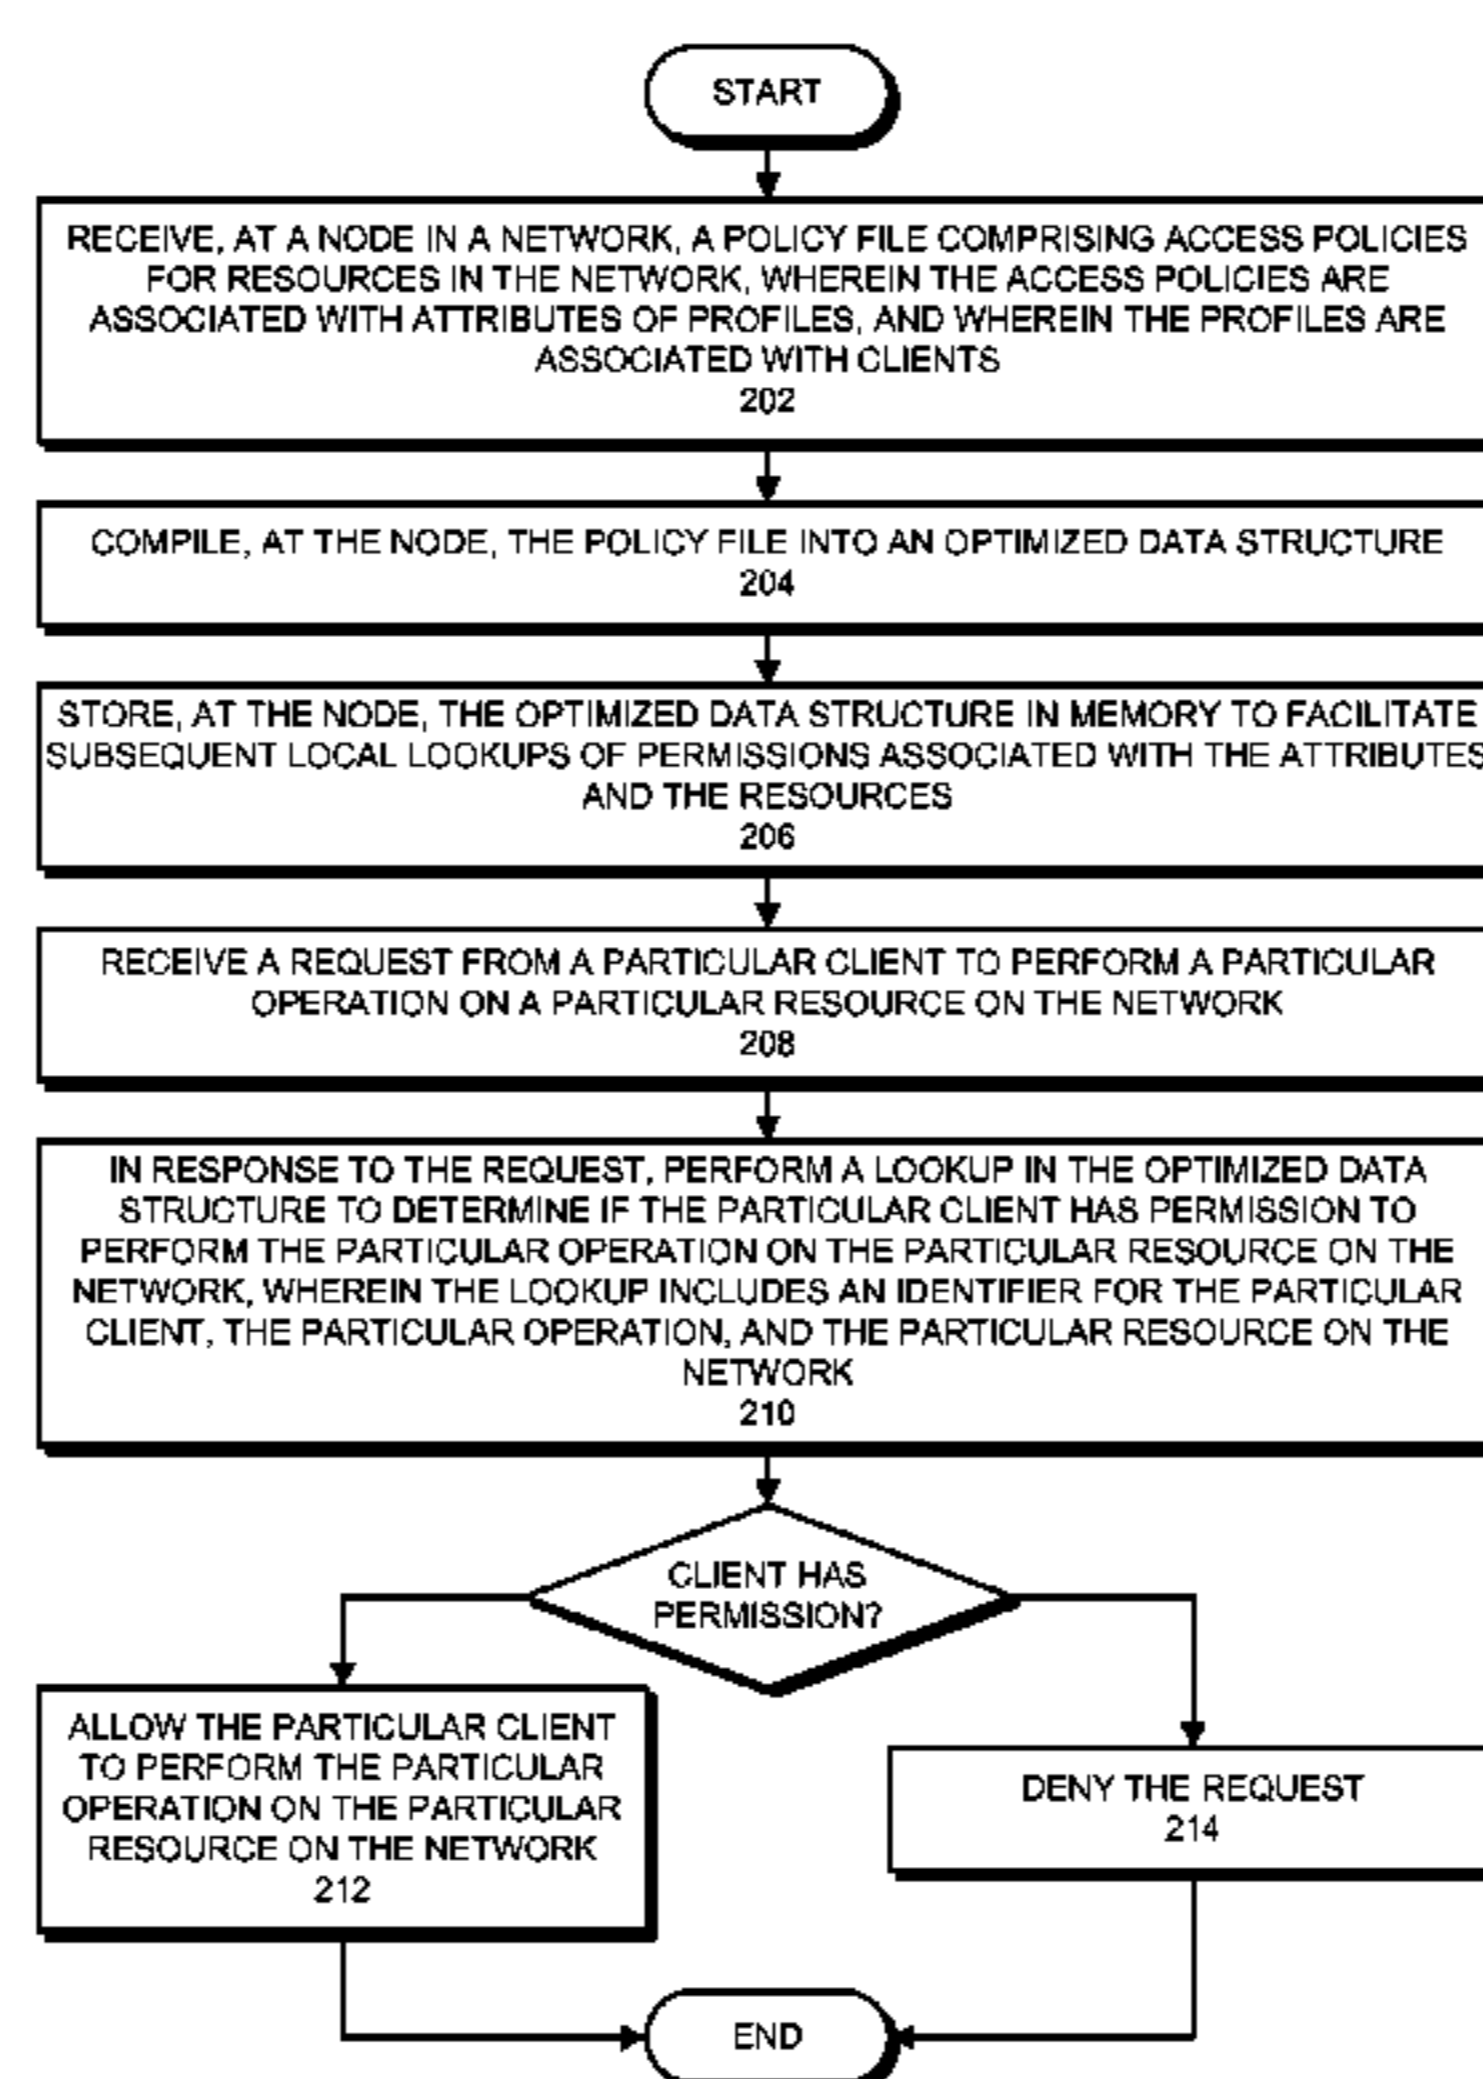 START
RECEIVE, AT A NODE IN A NETWORK, A POLICY FILE COMPRISING ACCESS POLICIES
FOR RESOURCES IN THE NETWORK, WHEREIN THE ACCESS POLICIES ARE
ASSOCIATED WITH ATTRIBUTES OF PROFILES, AND WHEREIN THE PROFILES ARE
ASSOCIATED WITH CLIENTS
202
COMPILE, AT THE NODE, THE POLICY FILE INTO AN OPTIMIZED DATA STRUCTURE
204
STORE, AT THE NODE, THE OPTIMIZED DATA STRUCTURE IN MEMORY TO FACILITATE
SUBSEQUENT LOCAL LOOKUPS OF PERMISSIONS ASSOCIATED WITH THE ATTRIBUTES
AND THE RESOURCES
206
RECEIVE A REQUEST FROM A PARTICULAR CLIENT TO PERFORM A PARTICULAR
OPERATION ON A PARTICULAR RESOURCE ON THE NETWORK
208
IN RESPONSE TO THE REQUEST, PERFORM A LOOKUP IN THE OPTIMIZED DATA
STRUCTURE TO DETERMINE IF THE PARTICULAR CLIENT HAS PERMISSION TO
PERFORM THE PARTICULAR OPERATION ON THE PARTICULAR RESOURCE ON THE
NETWORK, WHEREIN THE LOOKUP INCLUDES AN IDENTIFIER FOR THE PARTICULAR
CLIENT, THE PARTICULAR OPERATION, AND THE PARTICULAR RESOURCE ON THE
NETWORK
210
CLIENT HAS
PERMISSION?
ALLOW THE PARTICULAR CLIENT
TO PERFORM THE PARTICULAR
OPERATION ON THE PARTICULAR
RESOURCE ON THE NETWORK
212
DENY THE REQUEST
214
END